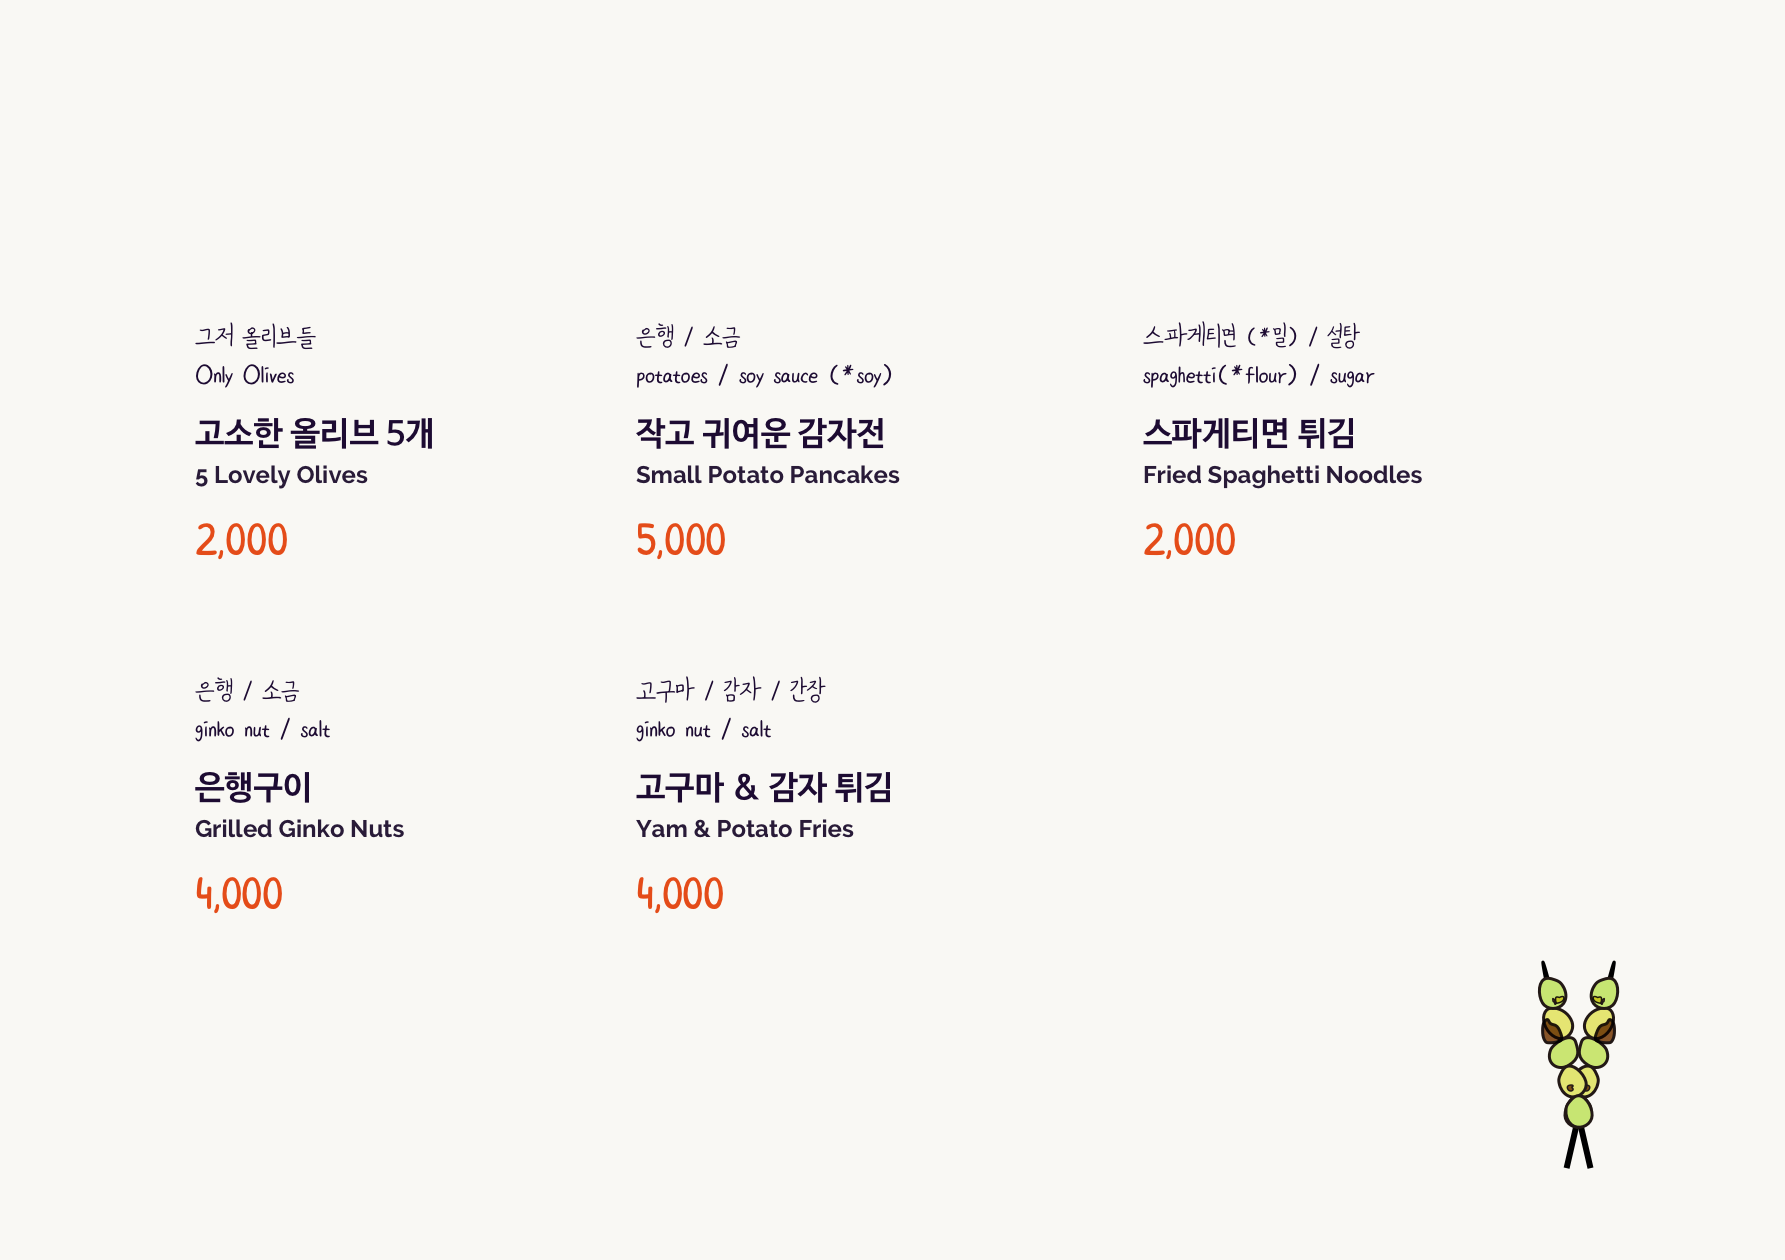 그저 올리브들
Only Olives
고소한 올리브 5개
5 Lovely Olives
2,000
은행 / 소금
potatoes / soy sauce (*soy)
작고 귀여운 감자전
Small Potato Pancakes
5,000
스파게티면 (*밀) / 설탕
spaghetti(*flour) / sugar
스파게티면 튀김
Fried Spaghetti Noodles
2,000
은행 / 소금
ginko nut / salt
은행구이
Grilled Ginko Nuts
4,000
고구마 / 감자 / 간장
ginko nut / salt
고구마 & 감자 튀김
Yam & Potato Fries
4,000